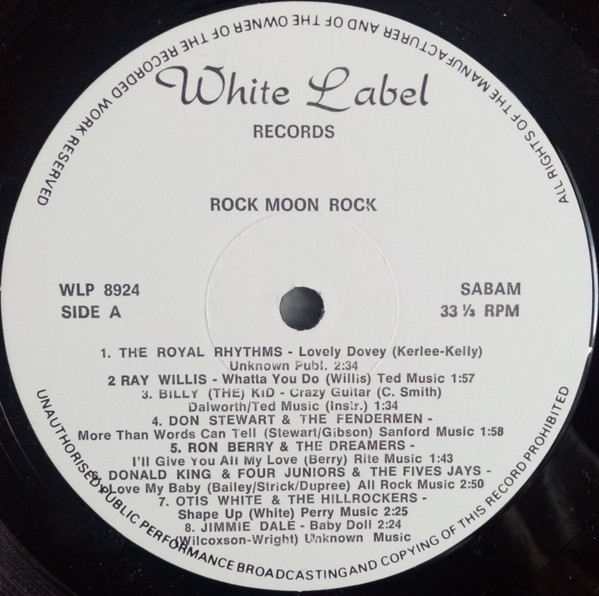 ALL RIGHTS OF THE MANUFACTURER AND OF THE OWNER OF THE RECORDED WORK RESERVED
White Label
RECORDS
ROCK MOON ROCK
WLP 8924
SABAM
SIDE A
33 ⅓ RPM
1. THE ROYAL RHYTHMS - Lovely Dovey (Kerlee-Kelly)
Unknown Publ. 2:34
2 RAY WILLIS - Whatta You Do (Willis) Ted Music 1:57
3. BILLY (THE) KID - Crazy Guitar (C. Smith)
Dalworth/Ted Music (Instr.) 1:34
4. DON STEWART & THE FENDERMEN -
More Than Words Can Tell (Stewart/Gibson) Sanford Music 1:58
5. RON BERRY & THE DREAMERS -
I'll Give You All My Love (Berry) Rite Music 1:43
DONALD KING & FOUR JUNIORS & THE FIVES JAYS -
Love My Baby (Bailey/Strick/Dupree) All Rock Music 2:50
7. OTIS WHITE & THE HILLROCKERS -
Shape Up (White) Perry Music 2:25
8. JIMMIE DALE - Baby Doll 2:24
(Wilcoxson-Wright) Unknown Music
UNAUTHORISED PUBLIC PERFORMANCE BROADCASTING AND COPYING OF THIS RECORD PROHIBITED